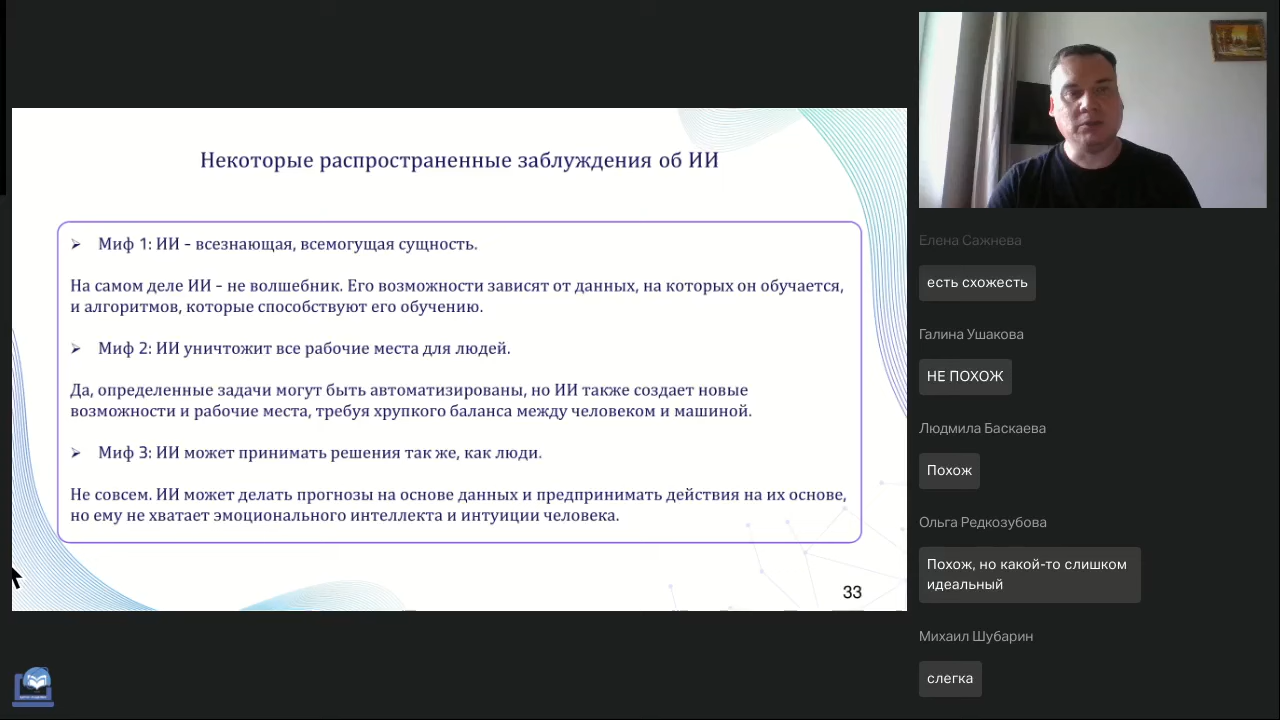 Некоторые распространенные заблуждения об ИИ
➢ Миф 1: ИИ – всезнающая, всемогущая сущность.
На самом деле ИИ – не волшебник. Его возможности зависят от данных, на которых он обучается,
и алгоритмов, которые способствуют его обучению.
➢ Миф 2: ИИ уничтожит все рабочие места для людей.
Да, определенные задачи могут быть автоматизированы, но ИИ также создает новые
возможности и рабочие места, требуя хрупкого баланса между человеком и машиной.
➢ Миф 3: ИИ может принимать решения так же, как люди.
Не совсем. ИИ может делать прогнозы на основе данных и предпринимать действия на их основе,
но ему не хватает эмоционального интеллекта и интуиции человека.
33
Елена Сажнева
есть схожесть
Галина Ушакова
НЕ ПОХОЖ
Людмила Баскаева
Похож
Ольга Редкозубова
Похож, но какой-то слишком
идеальный
Михаил Шубарин
слегка